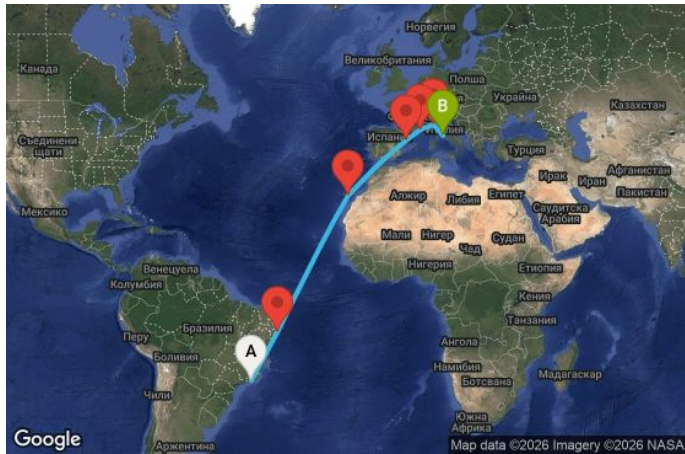 Норвегия
Канада
Великобритания
Полша
Украйна
Казахстан
Испания
Италия
Съединени
щати
Турция
Афганистан
Ирак
Иран
Пакистан
Алжир
Либия
Египет
Саудитска
Арабия
Мексико
Мали
Нигер
Чад
Судан
Венецуела
Нигерия
Етиопия
Колумбия
Кения
Перу
Бразилия
Танзания
Боливия
Ангола
Намибия
Ботсвана
Мадагаскар
Чили
Южна
Африка
Аржентина
A
B
Google
Map data ©2026 Imagery ©2026 NASA